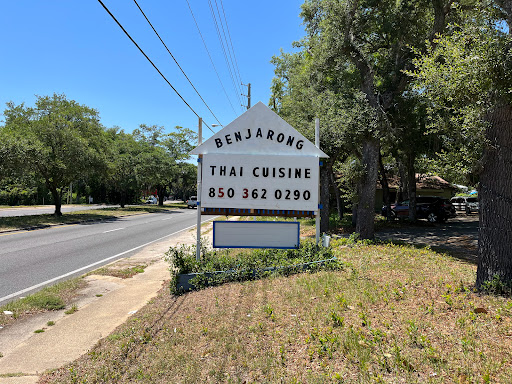 BENJARONG
THAI CUISINE
850 362 0290